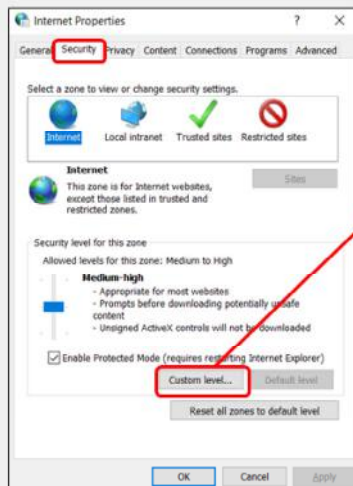 Internet Properties ? ×
General Security Privacy Content Connections Programs Advanced
Select a zone to view or change security settings.
Internet Local intranet Trusted sites Restricted sites
Internet
Sites
This zone is for Internet websites,
except those listed in trusted and
restricted zones.
Security level for this zone
Allowed levels for this zone: Medium to High
Medium-high
- Appropriate for most websites
- Prompts before downloading potentially unsafe
content
- Unsigned ActiveX controls will not be downloaded
Enable Protected Mode (requires restarting Internet Explorer)
Custom level... Default level
Reset all zones to default level
OK Cancel Apply